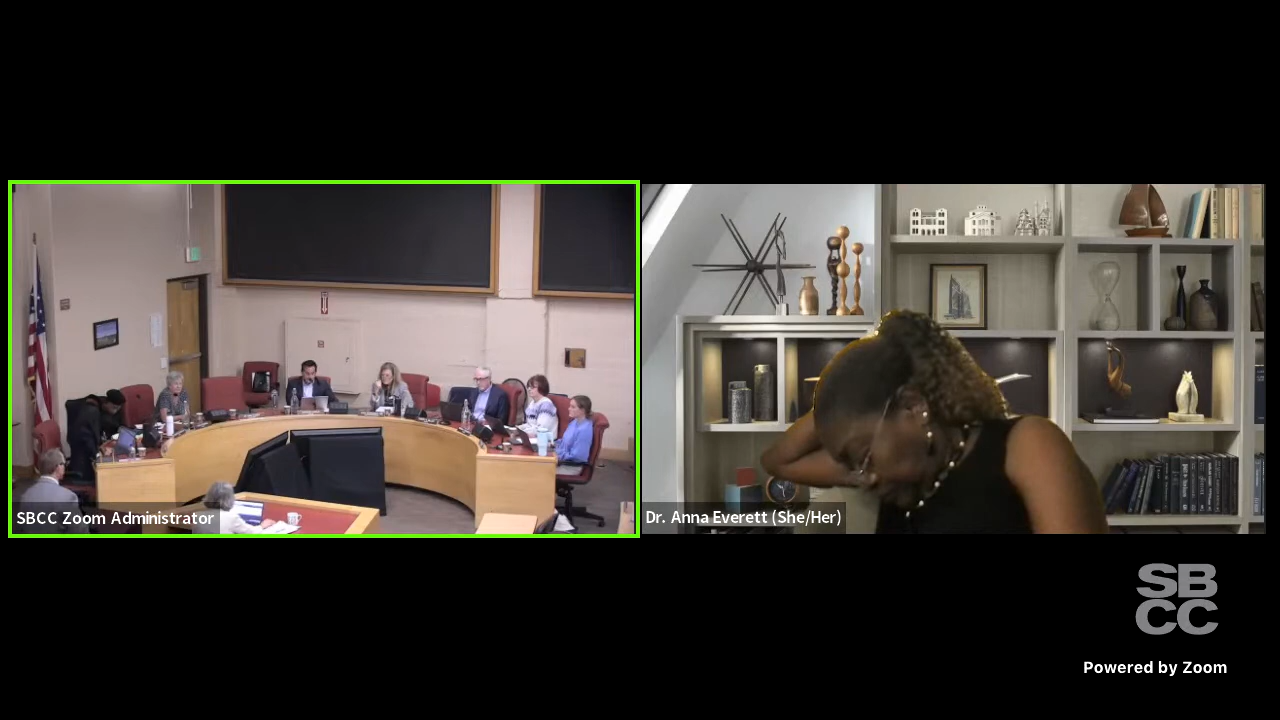 SBCC Zoom Administrator
Dr. Anna Everett (She/Her)
SB
CC
Powered by Zoom